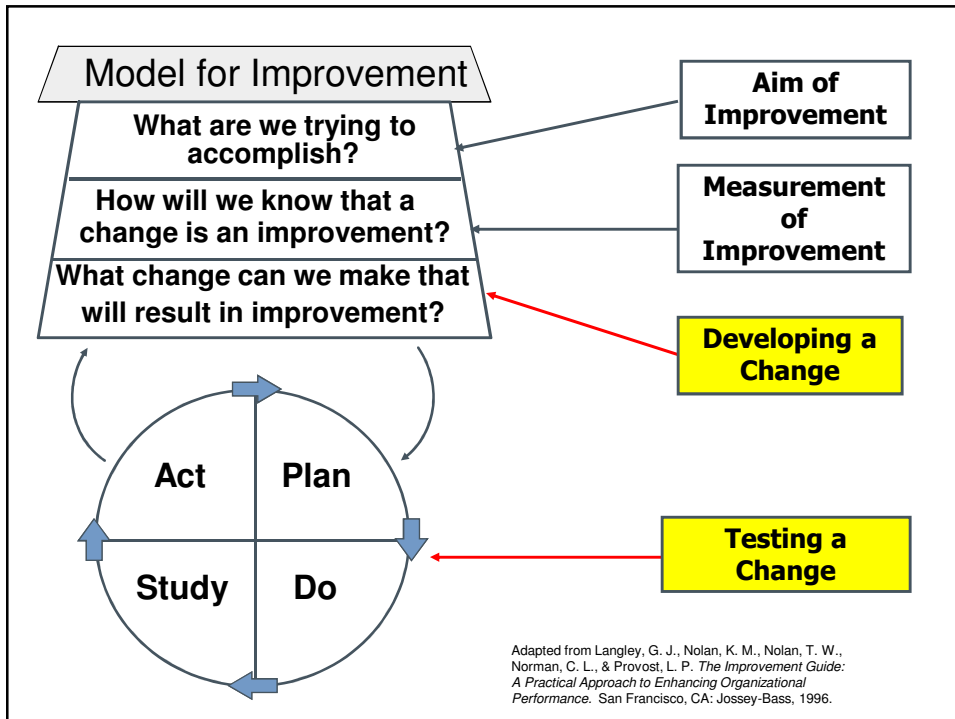 Model for Improvement
What are we trying to
accomplish?
How will we know that a
change is an improvement?
What change can we make that
will result in improvement?
Act
Plan
Study
Do
Aim of
Improvement
Measurement
of
Improvement
Developing a
Change
Testing a
Change
Adapted from Langley, G. J., Nolan, K. M., Nolan, T. W.,
Norman, C. L., & Provost, L. P. The Improvement Guide:
A Practical Approach to Enhancing Organizational
Performance. San Francisco, CA: Jossey-Bass, 1996.